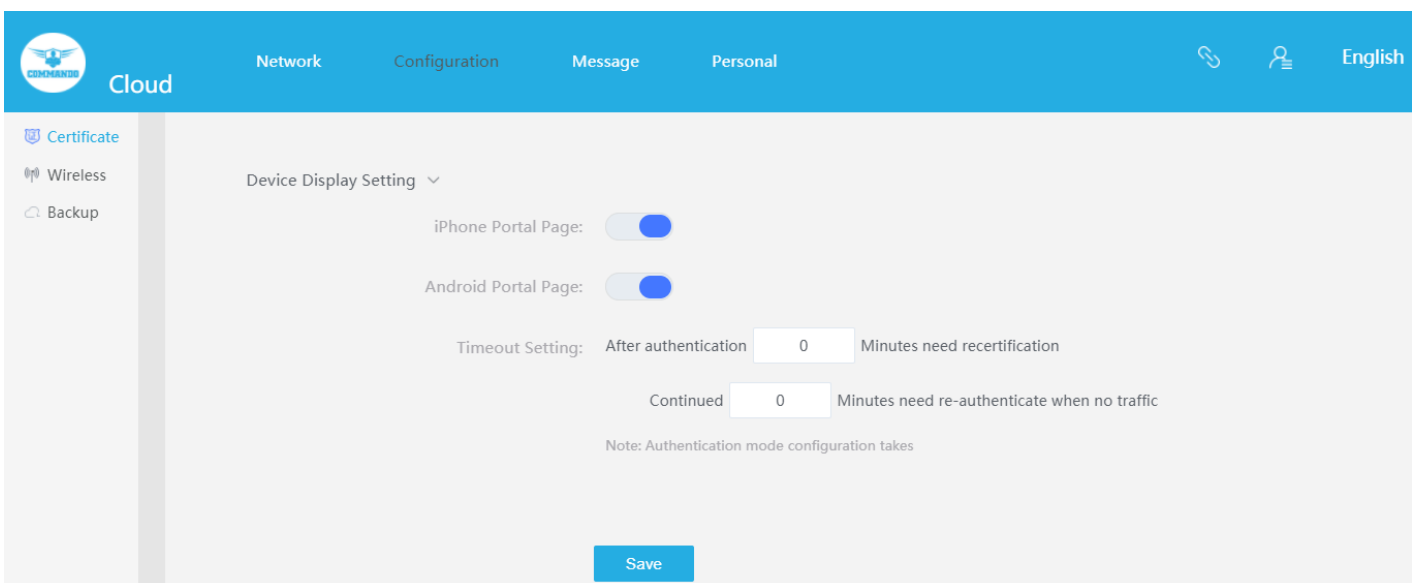 COMMANDO
Cloud
Network Configuration Message Personal English
Certificate
Wireless
Backup
Device Display Setting
iPhone Portal Page:
Android Portal Page:
Timeout Setting: After authentication 0 Minutes need recertification
Continued 0 Minutes need re-authenticate when no traffic
Note: Authentication mode configuration takes
Save